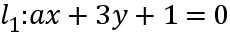 l₁:ax + 3y + 1 = 0